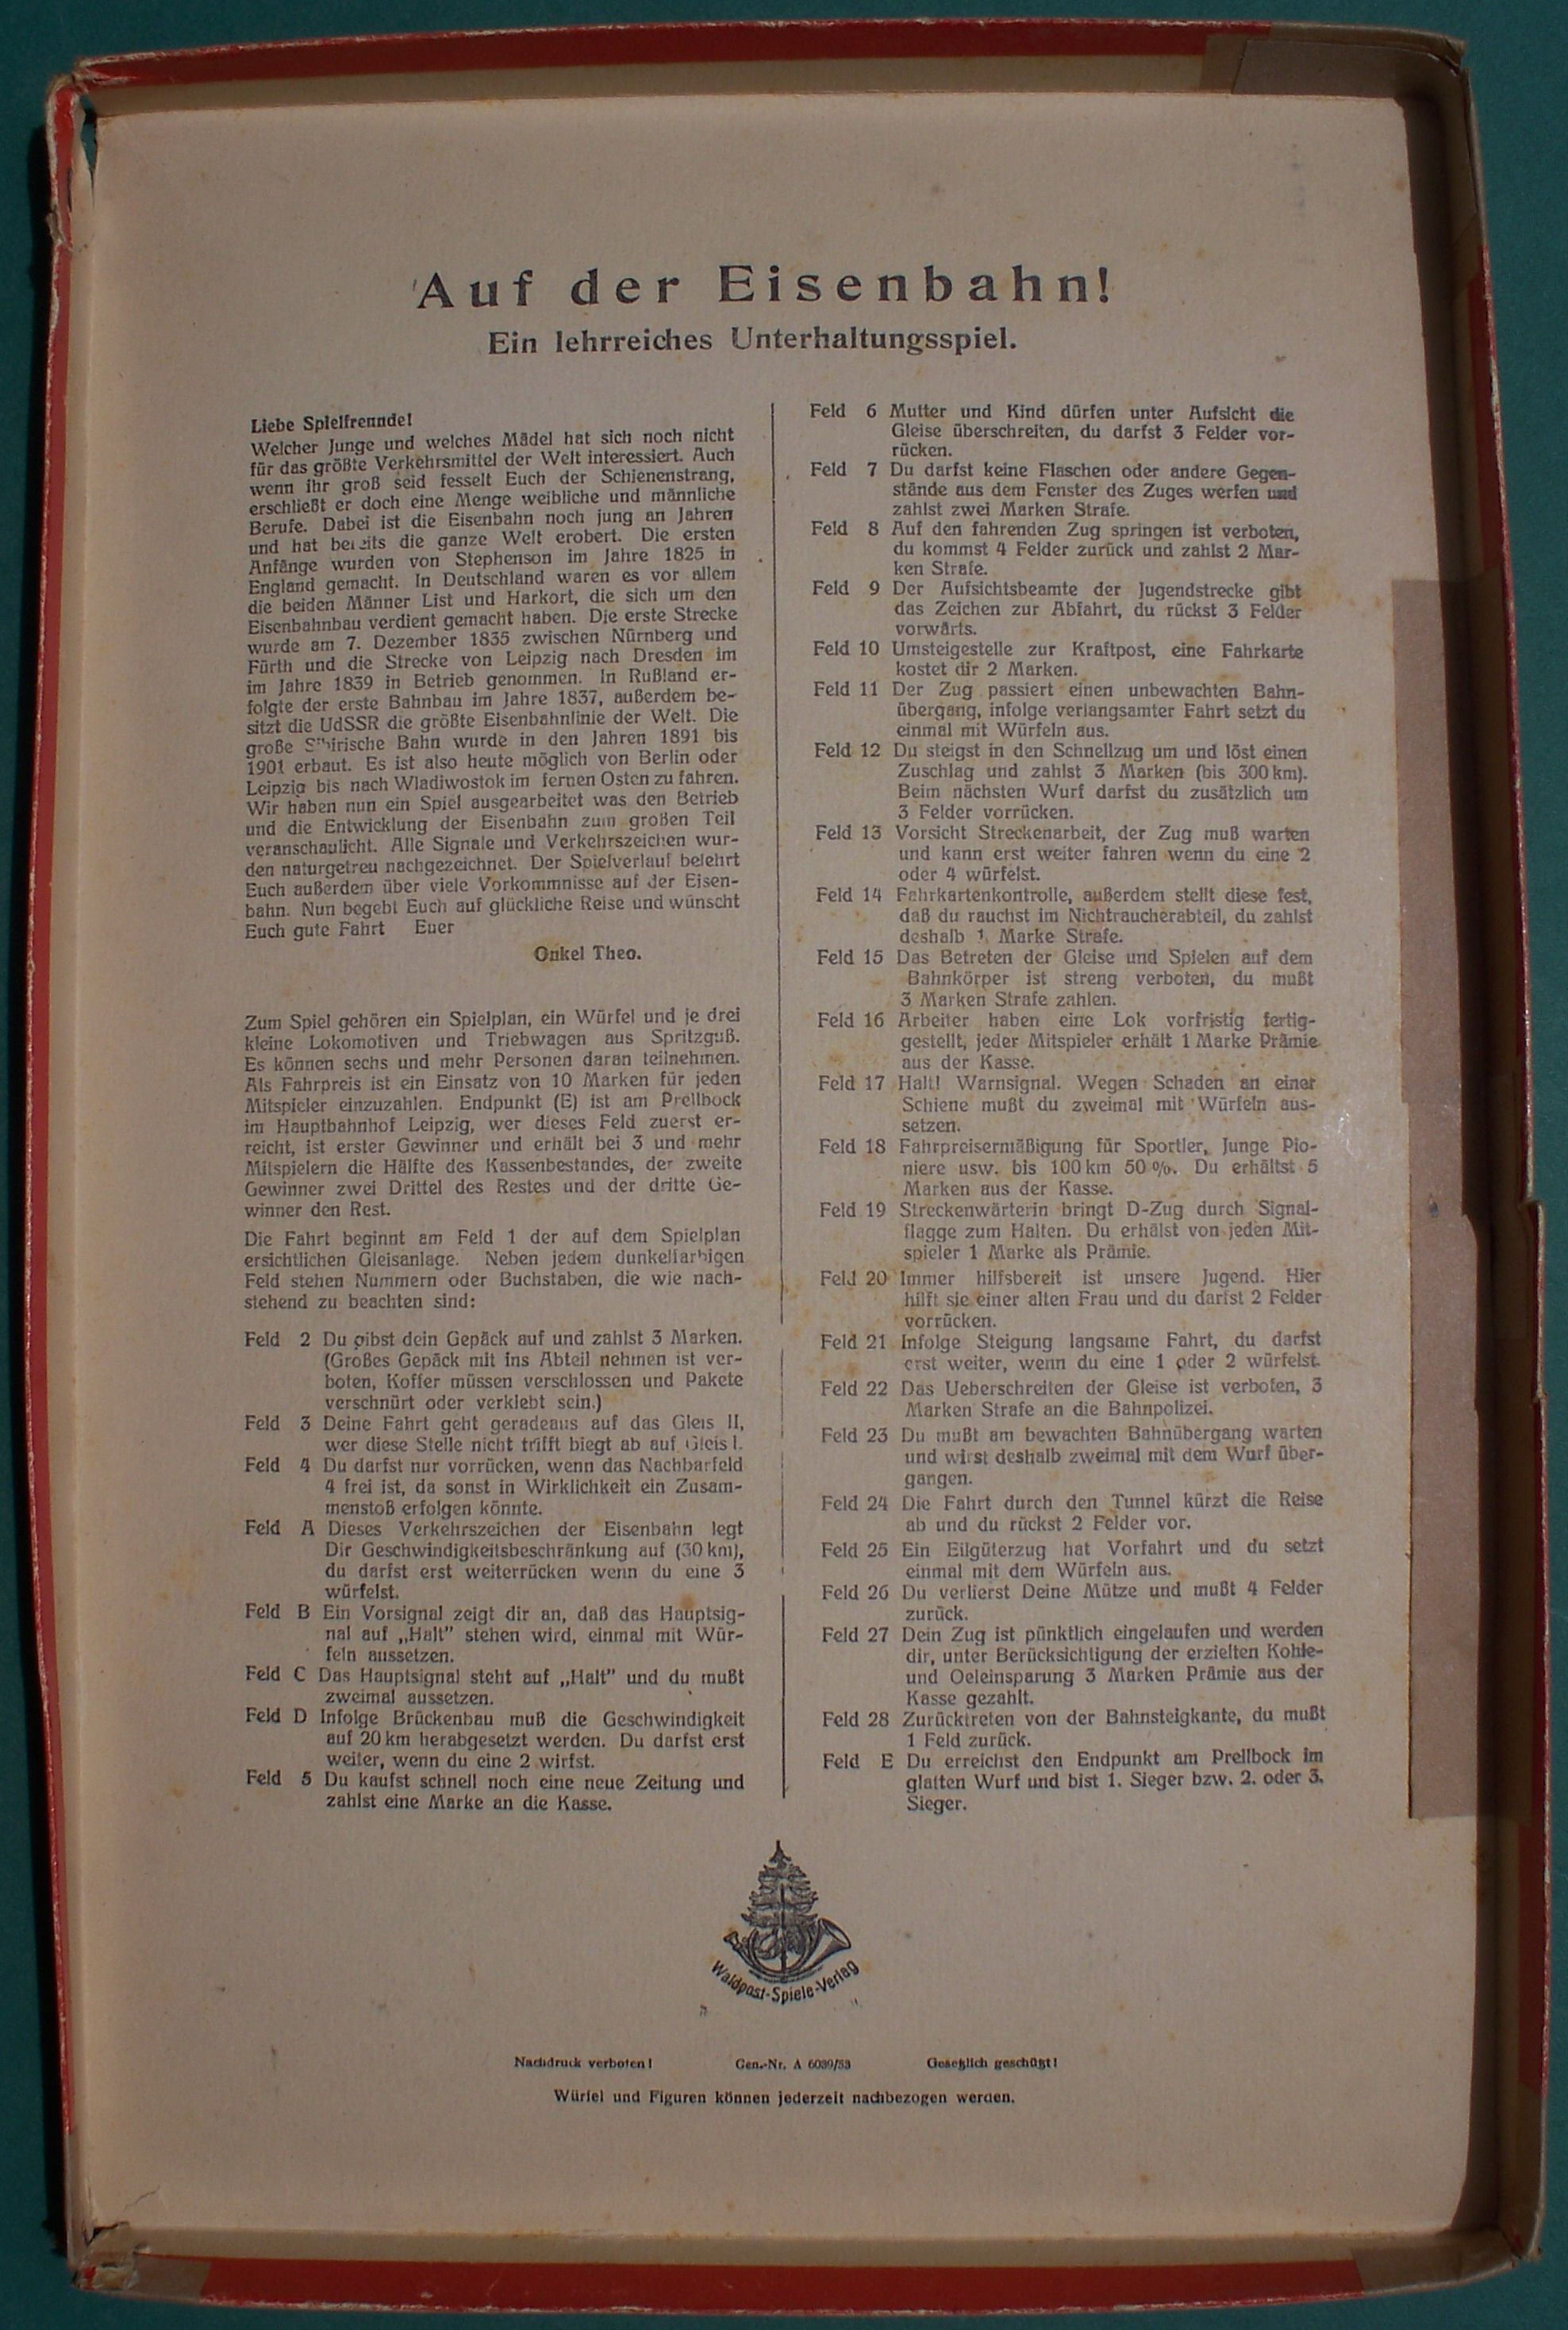 Auf der Eisenbahn!
Ein lehrreiches Unterhaltungsspiel.
Liebe Spielfreunde!
Welcher Junge und welches Mädel hat sich noch nicht
für das größte Verkehrsmittel der Welt interessiert. Auch
wenn ihr groß seid fesselt Euch der Schienenstrang,
erschließt er doch eine Menge weibliche und männliche
Berufe. Dabei ist die Eisenbahn noch jung an Jahren
und hat bereits die ganze Welt erobert. Die ersten
Anfänge wurden von Stephenson im Jahre 1825 in
England gemacht. In Deutschland waren es vor allem
die beiden Männer List und Harkort, die sich um den
Eisenbahnbau verdient gemacht haben. Die erste Strecke
wurde am 7. Dezember 1835 zwischen Nürnberg und
Fürth und die Strecke von Leipzig nach Dresden im
im Jahre 1839 in Betrieb genommen. In Rußland er-
folgte der erste Bahnbau im Jahre 1837, außerdem be-
sitzt die UdSSR die größte Eisenbahnlinie der Welt. Die
große Sibirische Bahn wurde in den Jahren 1891 bis
1901 erbaut. Es ist also heute möglich von Berlin oder
Leipzig bis nach Wladiwostok im fernen Osten zu fahren.
Wir haben nun ein Spiel ausgearbeitet was den Betrieb
und die Entwicklung der Eisenbahn zum großen Teil
veranschaulicht. Alle Signale und Verkehrszeichen wur-
den naturgetreu nachgezeichnet. Der Spielverlauf belehrt
Euch außerdem über viele Vorkommnisse auf der Eisen-
bahn. Nun begebt Euch auf glückliche Reise und wünscht
Euch gute Fahrt Euer
Onkel Theo.
Zum Spiel gehören ein Spielplan, ein Würfel und je drei
kleine Lokomotiven und Triebwagen aus Spritzguß.
Es können sechs und mehr Personen daran teilnehmen.
Als Fahrpreis ist ein Einsatz von 10 Marken für jeden
Mitspieler einzuzahlen. Endpunkt (E) ist am Prellbock
im Hauptbahnhof Leipzig, wer dieses Feld zuerst er-
reicht, ist erster Gewinner und erhält bei 3 und mehr
Mitspielern die Hälfte des Kassenbestandes, der zweite
Gewinner zwei Drittel des Restes und der dritte Ge-
winner den Rest.
Die Fahrt beginnt am Feld 1 der auf dem Spielplan
ersichtlichen Gleisanlage. Neben jedem dunkelfarbigen
Feld stehen Nummern oder Buchstaben, die wie nach-
stehend zu beachten sind:
Feld 2 Du gibst dein Gepäck auf und zahlst 3 Marken.
(Großes Gepäck mit ins Abteil nehmen ist ver-
boten, Koffer müssen verschlossen und Pakete
verschnürt oder verklebt sein.)
Feld 3 Deine Fahrt geht geradeaus auf das Gleis II,
wer diese Stelle nicht trifft biegt ab auf Gleis I.
Feld 4 Du darfst nur vorrücken, wenn das Nachbarfeld
4 frei ist, da sonst in Wirklichkeit ein Zusam-
menstoß erfolgen könnte.
Feld A Dieses Verkehrszeichen der Eisenbahn legt
Dir Geschwindigkeitsbeschränkung auf (30 km),
du darfst erst weiterrücken wenn du eine 3
würfelst.
Feld B Ein Vorsignal zeigt dir an, daß das Hauptsig-
nal auf „Halt” stehen wird, einmal mit Wür-
feln aussetzen.
Feld C Das Hauptsignal steht auf „Halt” und du mußt
zweimal aussetzen.
Feld D Infolge Brückenbau muß die Geschwindigkeit
auf 20 km herabgesetzt werden. Du darfst erst
weiter, wenn du eine 2 wirfst.
Feld 5 Du kaufst schnell noch eine neue Zeitung und
zahlst eine Marke an die Kasse.
Feld 6 Mutter und Kind dürfen unter Aufsicht die
Gleise überschreiten, du darfst 3 Felder vor-
rücken.
Feld 7 Du darfst keine Flaschen oder andere Gegen-
stände aus dem Fenster des Zuges werfen und
zahlst zwei Marken Strafe.
Feld 8 Auf den fahrenden Zug springen ist verboten,
du kommst 4 Felder zurück und zahlst 2 Mar-
ken Strafe.
Feld 9 Der Aufsichtsbeamte der Jugendstrecke gibt
das Zeichen zur Abfahrt, du rückst 3 Felder
vorwärts.
Feld 10 Umsteigestelle zur Kraftpost, eine Fahrkarte
kostet dir 2 Marken.
Feld 11 Der Zug passiert einen unbewachten Bahn-
übergang, infolge verlangsamter Fahrt setzt du
einmal mit Würfeln aus.
Feld 12 Du steigst in den Schnellzug um und löst einen
Zuschlag und zahlst 3 Marken (bis 300 km).
Beim nächsten Wurf darfst du zusätzlich um
3 Felder vorrücken.
Feld 13 Vorsicht Streckenarbeit, der Zug muß warten
und kann erst weiter fahren wenn du eine 2
oder 4 würfelst.
Feld 14 Fahrkartenkontrolle, außerdem stellt diese fest,
daß du rauchst im Nichtraucherabteil, du zahlst
deshalb 1 Marke Strafe.
Feld 15 Das Betreten der Gleise und Spielen auf dem
Bahnkörper ist streng verboten, du mußt
3 Marken Strafe zahlen.
Feld 16 Arbeiter haben eine Lok vorfristig fertig-
gestellt, jeder Mitspieler erhält 1 Marke Prämie
aus der Kasse.
Feld 17 Halt! Warnsignal. Wegen Schaden an einer
Schiene mußt du zweimal mit Würfeln aus-
setzen.
Feld 18 Fahrpreisermäßigung für Sportler, Junge Pio-
niere usw. bis 100 km 50 %. Du erhältst 5
Marken aus der Kasse.
Feld 19 Streckenwärterin bringt D-Zug durch Signal-
flagge zum Halten. Du erhälst von jeden Mit-
spieler 1 Marke als Prämie.
Feld 20 Immer hilfsbereit ist unsere Jugend. Hier
hilft sie einer alten Frau und du darfst 2 Felder
vorrücken.
Feld 21 Infolge Steigung langsame Fahrt, du darfst
erst weiter, wenn du eine 1 oder 2 würfelst.
Feld 22 Das Ueberschreiten der Gleise ist verboten, 3
Marken Strafe an die Bahnpolizei.
Feld 23 Du mußt am bewachten Bahnübergang warten
und wirst deshalb zweimal mit dem Wurf über-
gangen.
Feld 24 Die Fahrt durch den Tunnel kürzt die Reise
ab und du rückst 2 Felder vor.
Feld 25 Ein Eilgüterzug hat Vorfahrt und du setzt
einmal mit dem Würfeln aus.
Feld 26 Du verlierst Deine Mütze und mußt 4 Felder
zurück.
Feld 27 Dein Zug ist pünktlich eingelaufen und werden
dir, unter Berücksichtigung der erzielten Kohle-
und Oeleinsparung 3 Marken Prämie aus der
Kasse gezahlt.
Feld 28 Zurücktreten von der Bahnsteigkante, du mußt
1 Feld zurück.
Feld E Du erreichst den Endpunkt am Prellbock im
glatten Wurf und bist 1. Sieger bzw. 2. oder 3.
Sieger.
Waldpost-Spiele-Verlag
Nachdruck verboten! Gen.-Nr. A 6039/53 Gesetzlich geschützt!
Würfel und Figuren können jederzeit nachbezogen werden.